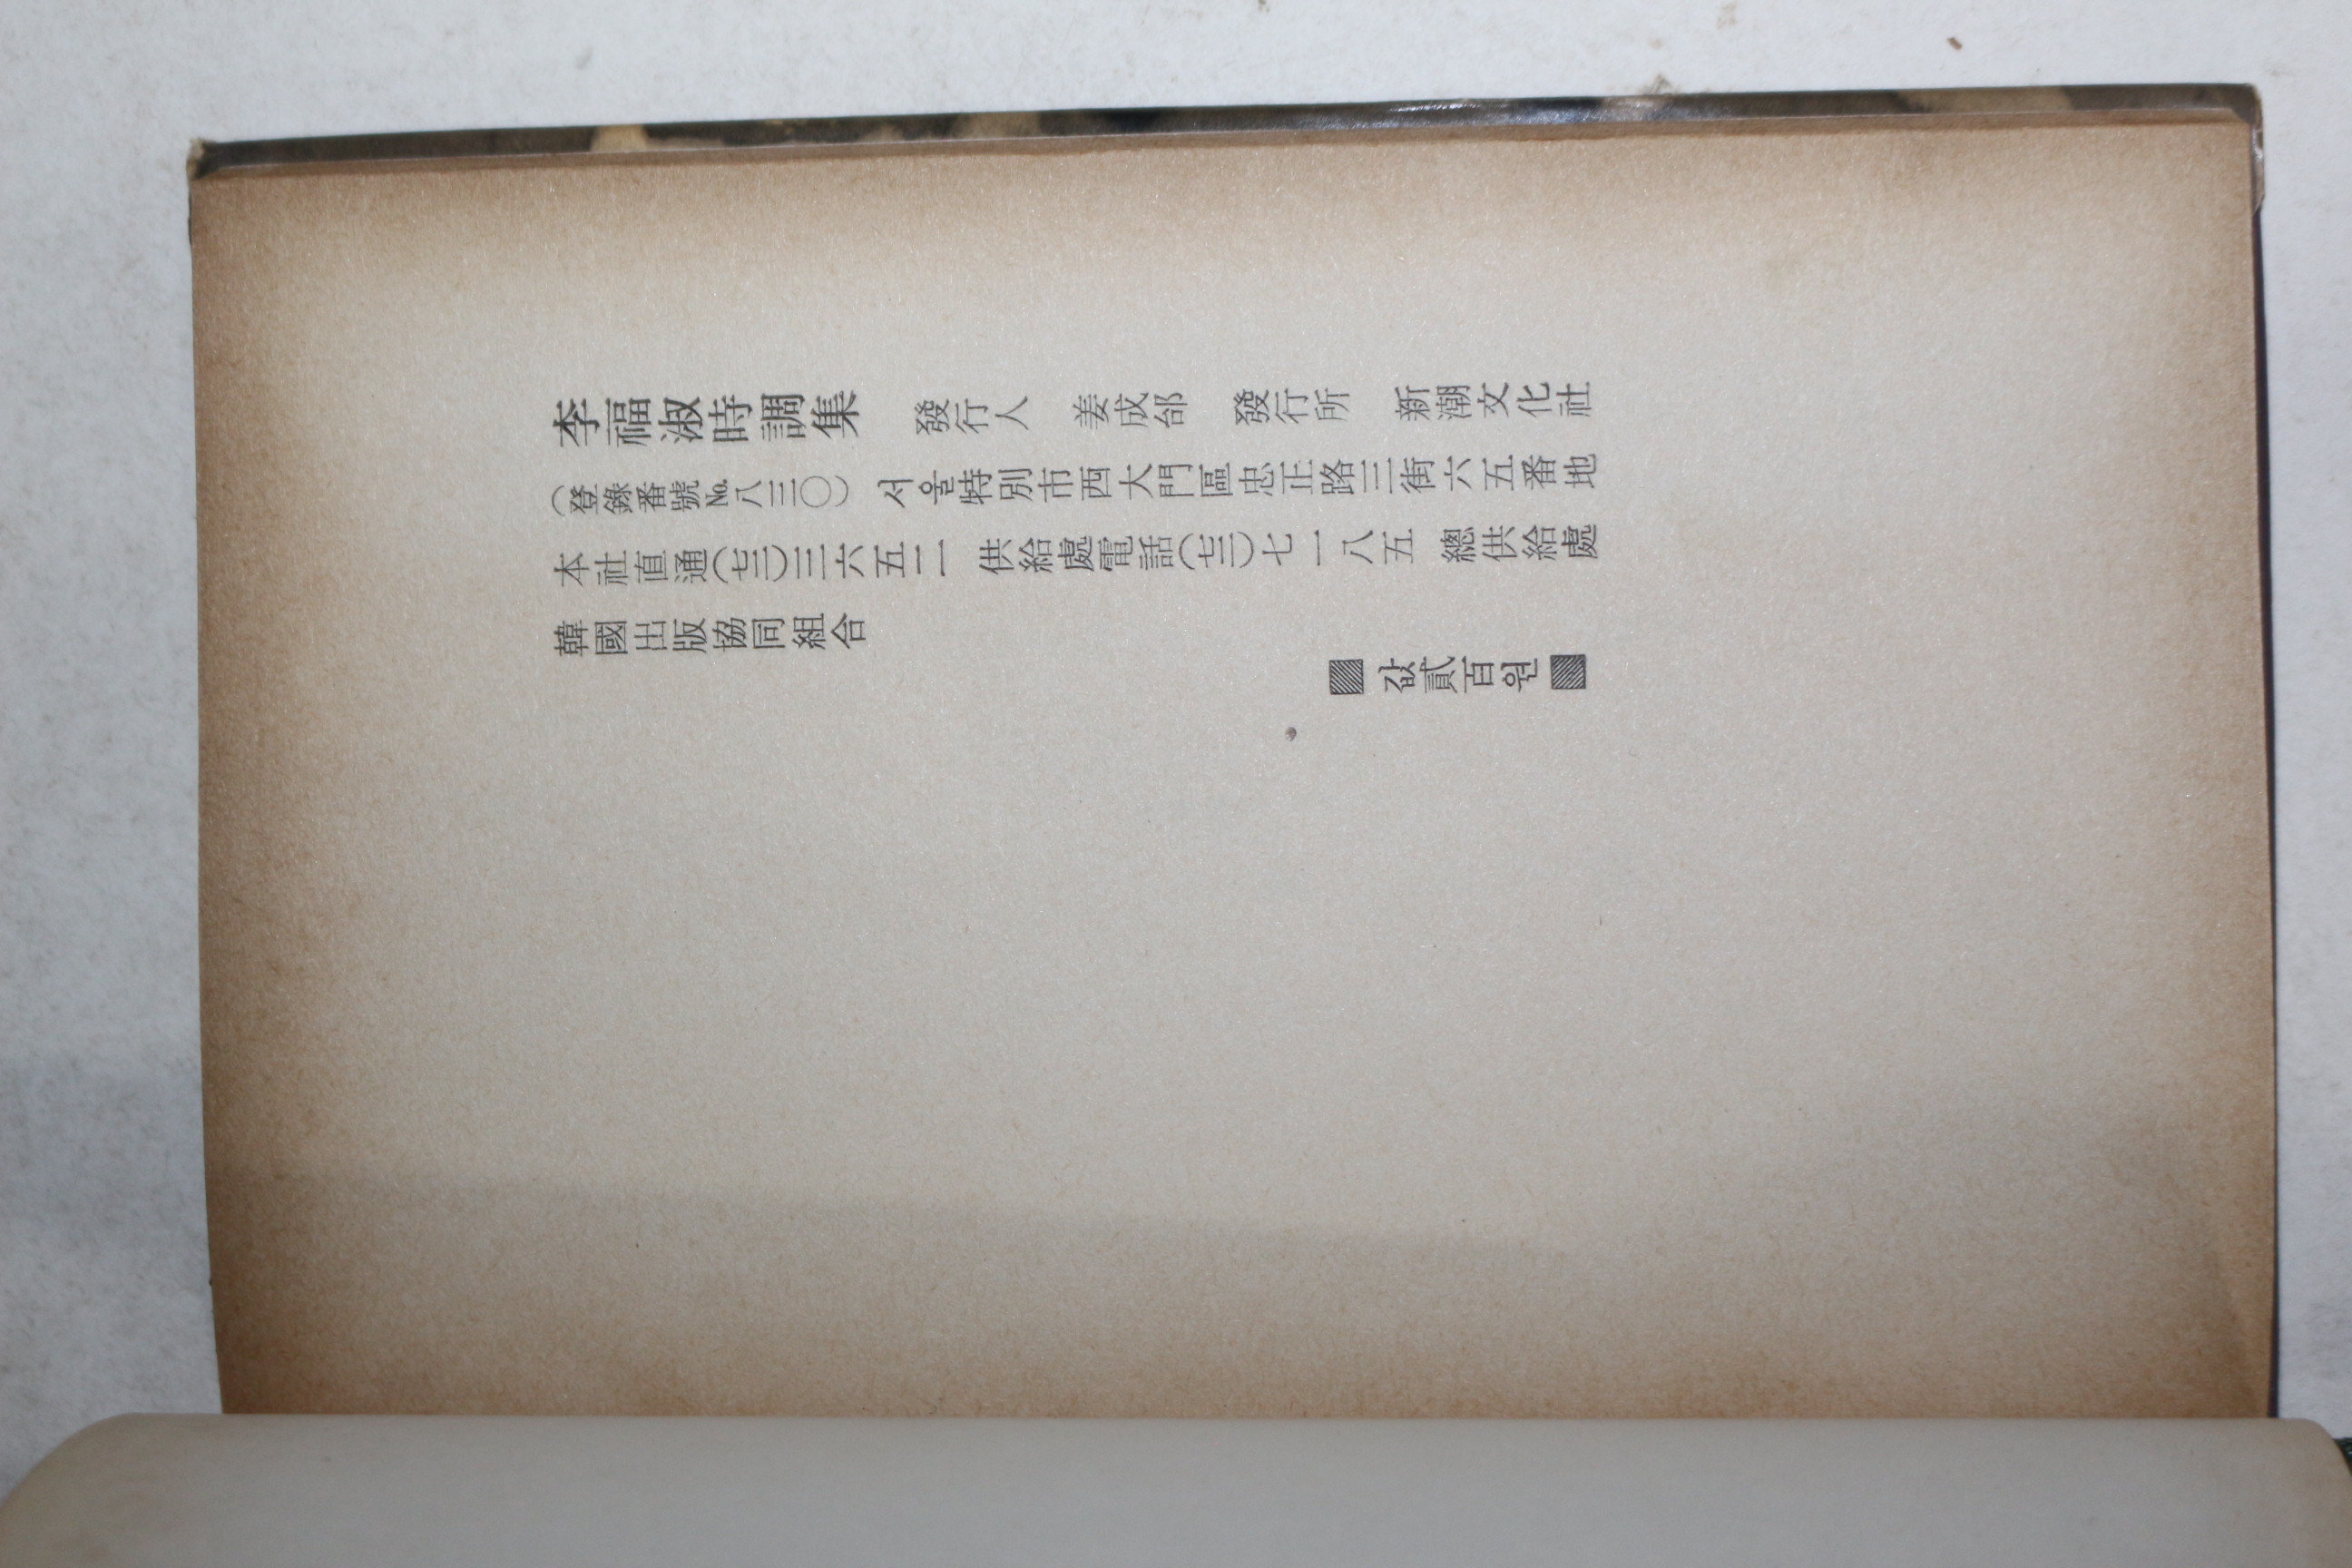 李福淑時調集 發行人 姜成郃 發行所 新潮文化社
(登錄番號№八三〇) 서울特別市西大門區忠正路三街六五番地
本社直通(七三)三六五二 供給處電話(七三)七一八五 總供給處
韓國出版協同組合
▨ 값貳百원 ▨